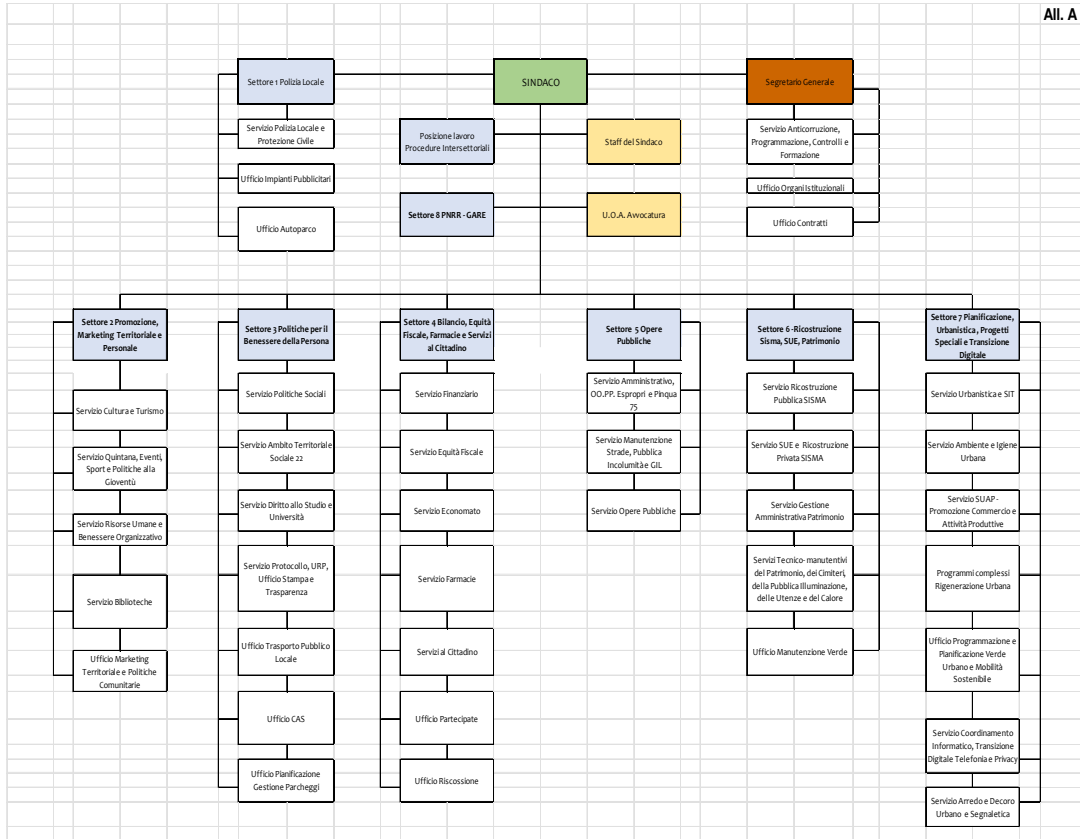 All. A
Settore 1 Polizia Locale
SINDACO
Segretario Generale
Servizio Polizia Locale e
Protezione Civile
Posizione lavoro
Procedure Intersettoriali
Staff del Sindaco
Servizio Anticorruzione,
Programmazione, Controlli e
Formazione
Ufficio Impianti Pubblicitari
Ufficio Organi Istituzionali
Ufficio Autoparco
Settore 8 PNRR - GARE
U.O.A. Avvocatura
Ufficio Contratti
Settore 2 Promozione,
Marketing Territoriale e
Personale
Servizio Cultura e Turismo
Servizio Quintana, Eventi,
Sport e Politiche alla
Gioventù
Servizio Risorse Umane e
Benessere Organizzativo
Servizio Biblioteche
Ufficio Marketing
Territoriale e Politiche
Comunitarie
Settore 3 Politiche per il
Benessere della Persona
Servizio Politiche Sociali
Servizio Ambito Territoriale
Sociale 22
Servizio Diritto allo Studio e
Università
Servizio Protocollo, URP,
Ufficio Stampa e
Trasparenza
Ufficio Trasporto Pubblico
Locale
Ufficio CAS
Ufficio Pianificazione
Gestione Parcheggi
Settore 4 Bilancio, Equità
Fiscale, Farmacie e Servizi
al Cittadino
Servizio Finanziario
Servizio Equità Fiscale
Servizio Economato
Servizio Farmacie
Servizi al Cittadino
Ufficio Partecipate
Ufficio Riscossione
Settore 5 Opere
Pubbliche
Servizio Amministrativo,
OO.PP. Espropri e Pinqua
75
Servizio Manutenzione
Strade, Pubblica
Incolumità e GIL
Servizio Opere Pubbliche
Settore 6 -Ricostruzione
Sisma, SUE, Patrimonio
Servizio Ricostruzione
Pubblica SISMA
Servizio SUE e Ricostruzione
Privata SISMA
Servizio Gestione
Amministrativa Patrimonio
Servizi Tecnico- manutentivi
del Patrimonio, dei Cimiteri,
della Pubblica Illuminazione,
delle Utenze e del Calore
Ufficio Manutenzione Verde
Settore 7 Pianificazione,
Urbanistica, Progetti
Speciali e Transizione
Digitale
Servizio Urbanistica e SIT
Servizio Ambiente e Igiene
Urbana
Servizio SUAP -
Promozione Commercio e
Attività Produttive
Programmi complessi
Rigenerazione Urbana
Ufficio Programmazione e
Pianificazione Verde
Urbano e Mobilità
Sostenibile
Servizio Coordinamento
Informatico, Transizione
Digitale Telefonia e Privacy
Servizio Arredo e Decoro
Urbano e Segnaletica